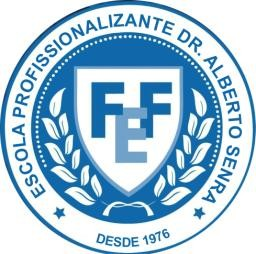 ESCOLA PROFISSIONALIZANTE DR. ALBERTO SENRA
FEF
DESDE 1976